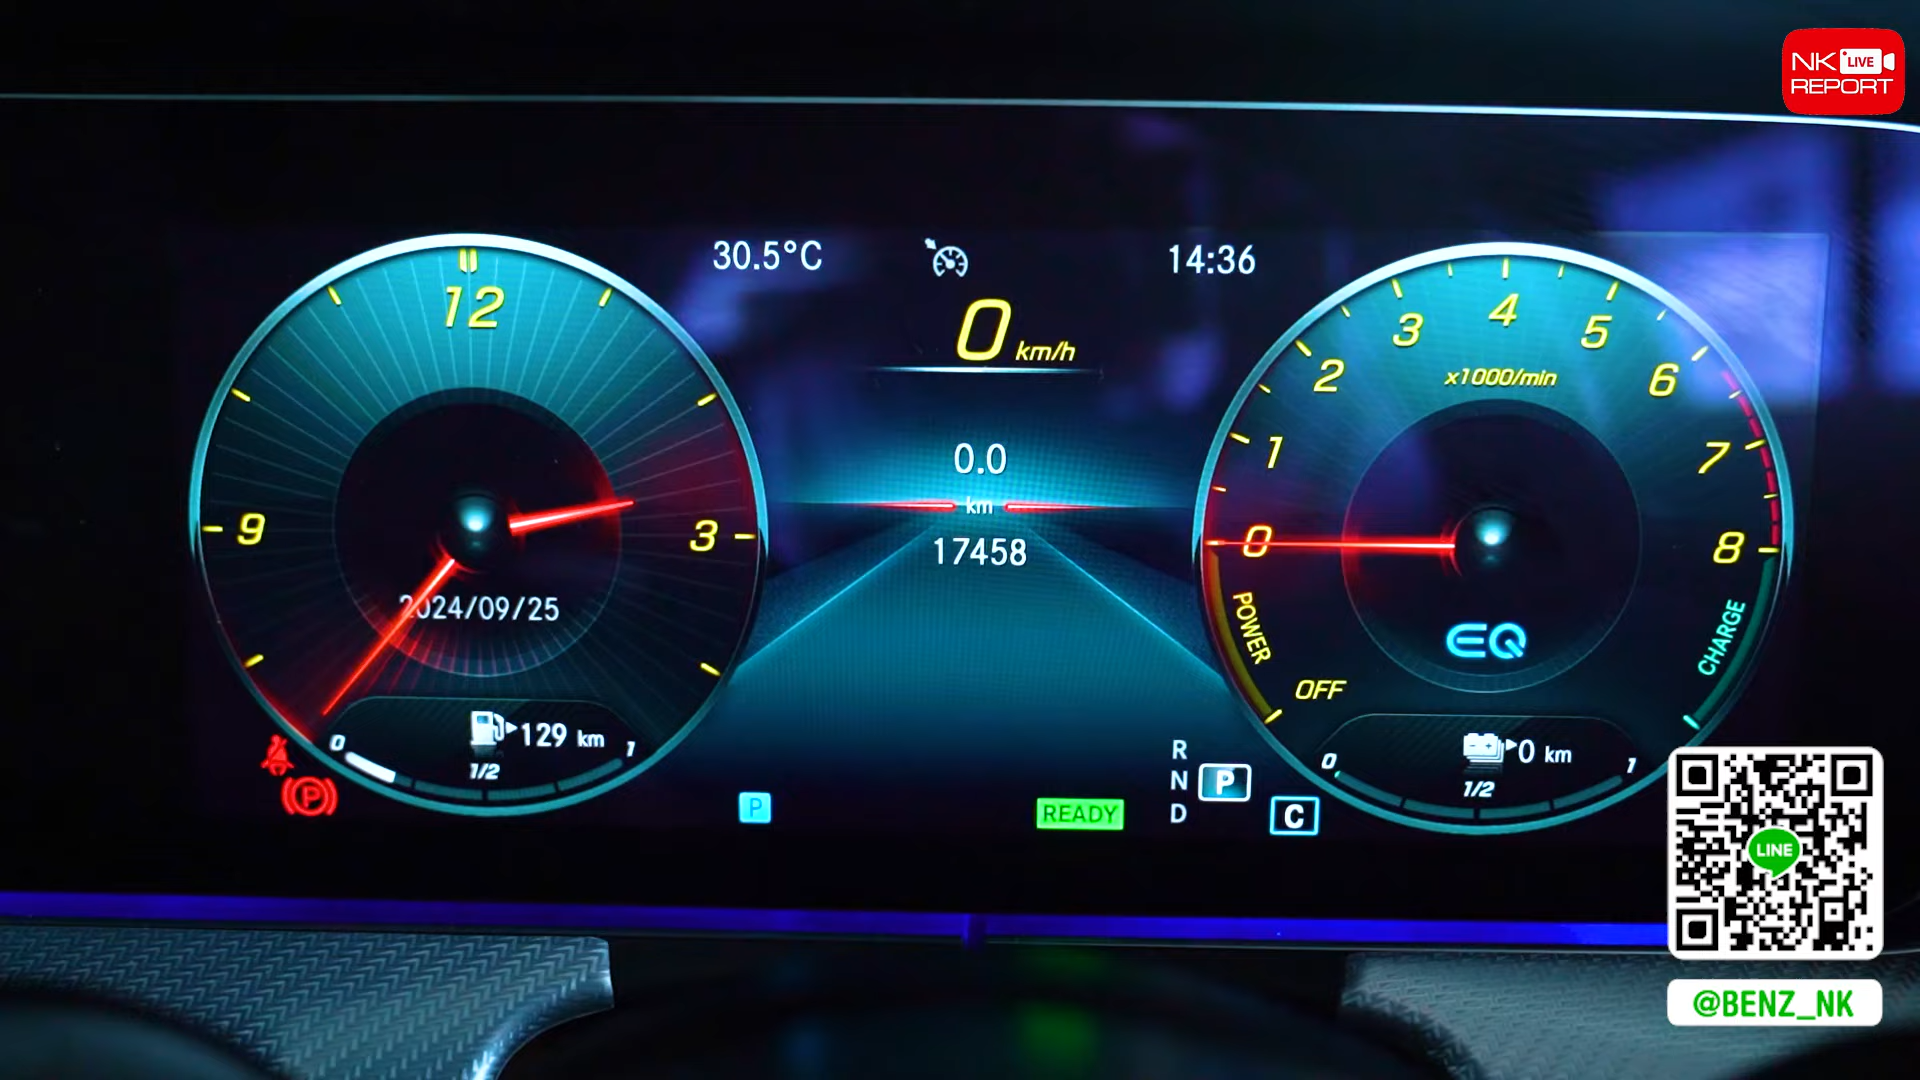 NK LIVE
REPORT
30.5°C
14:36
0 km/h
12
9
3
2024/09/25
129 km
0
1/2
1
0.0
km
17458
0
1
2
3
4
5
6
7
8
x1000/min
EQ
POWER
OFF
CHARGE
0 km
0
1/2
1
P
P
READY
R
N
D
P
C
LINE
@BENZ_NK